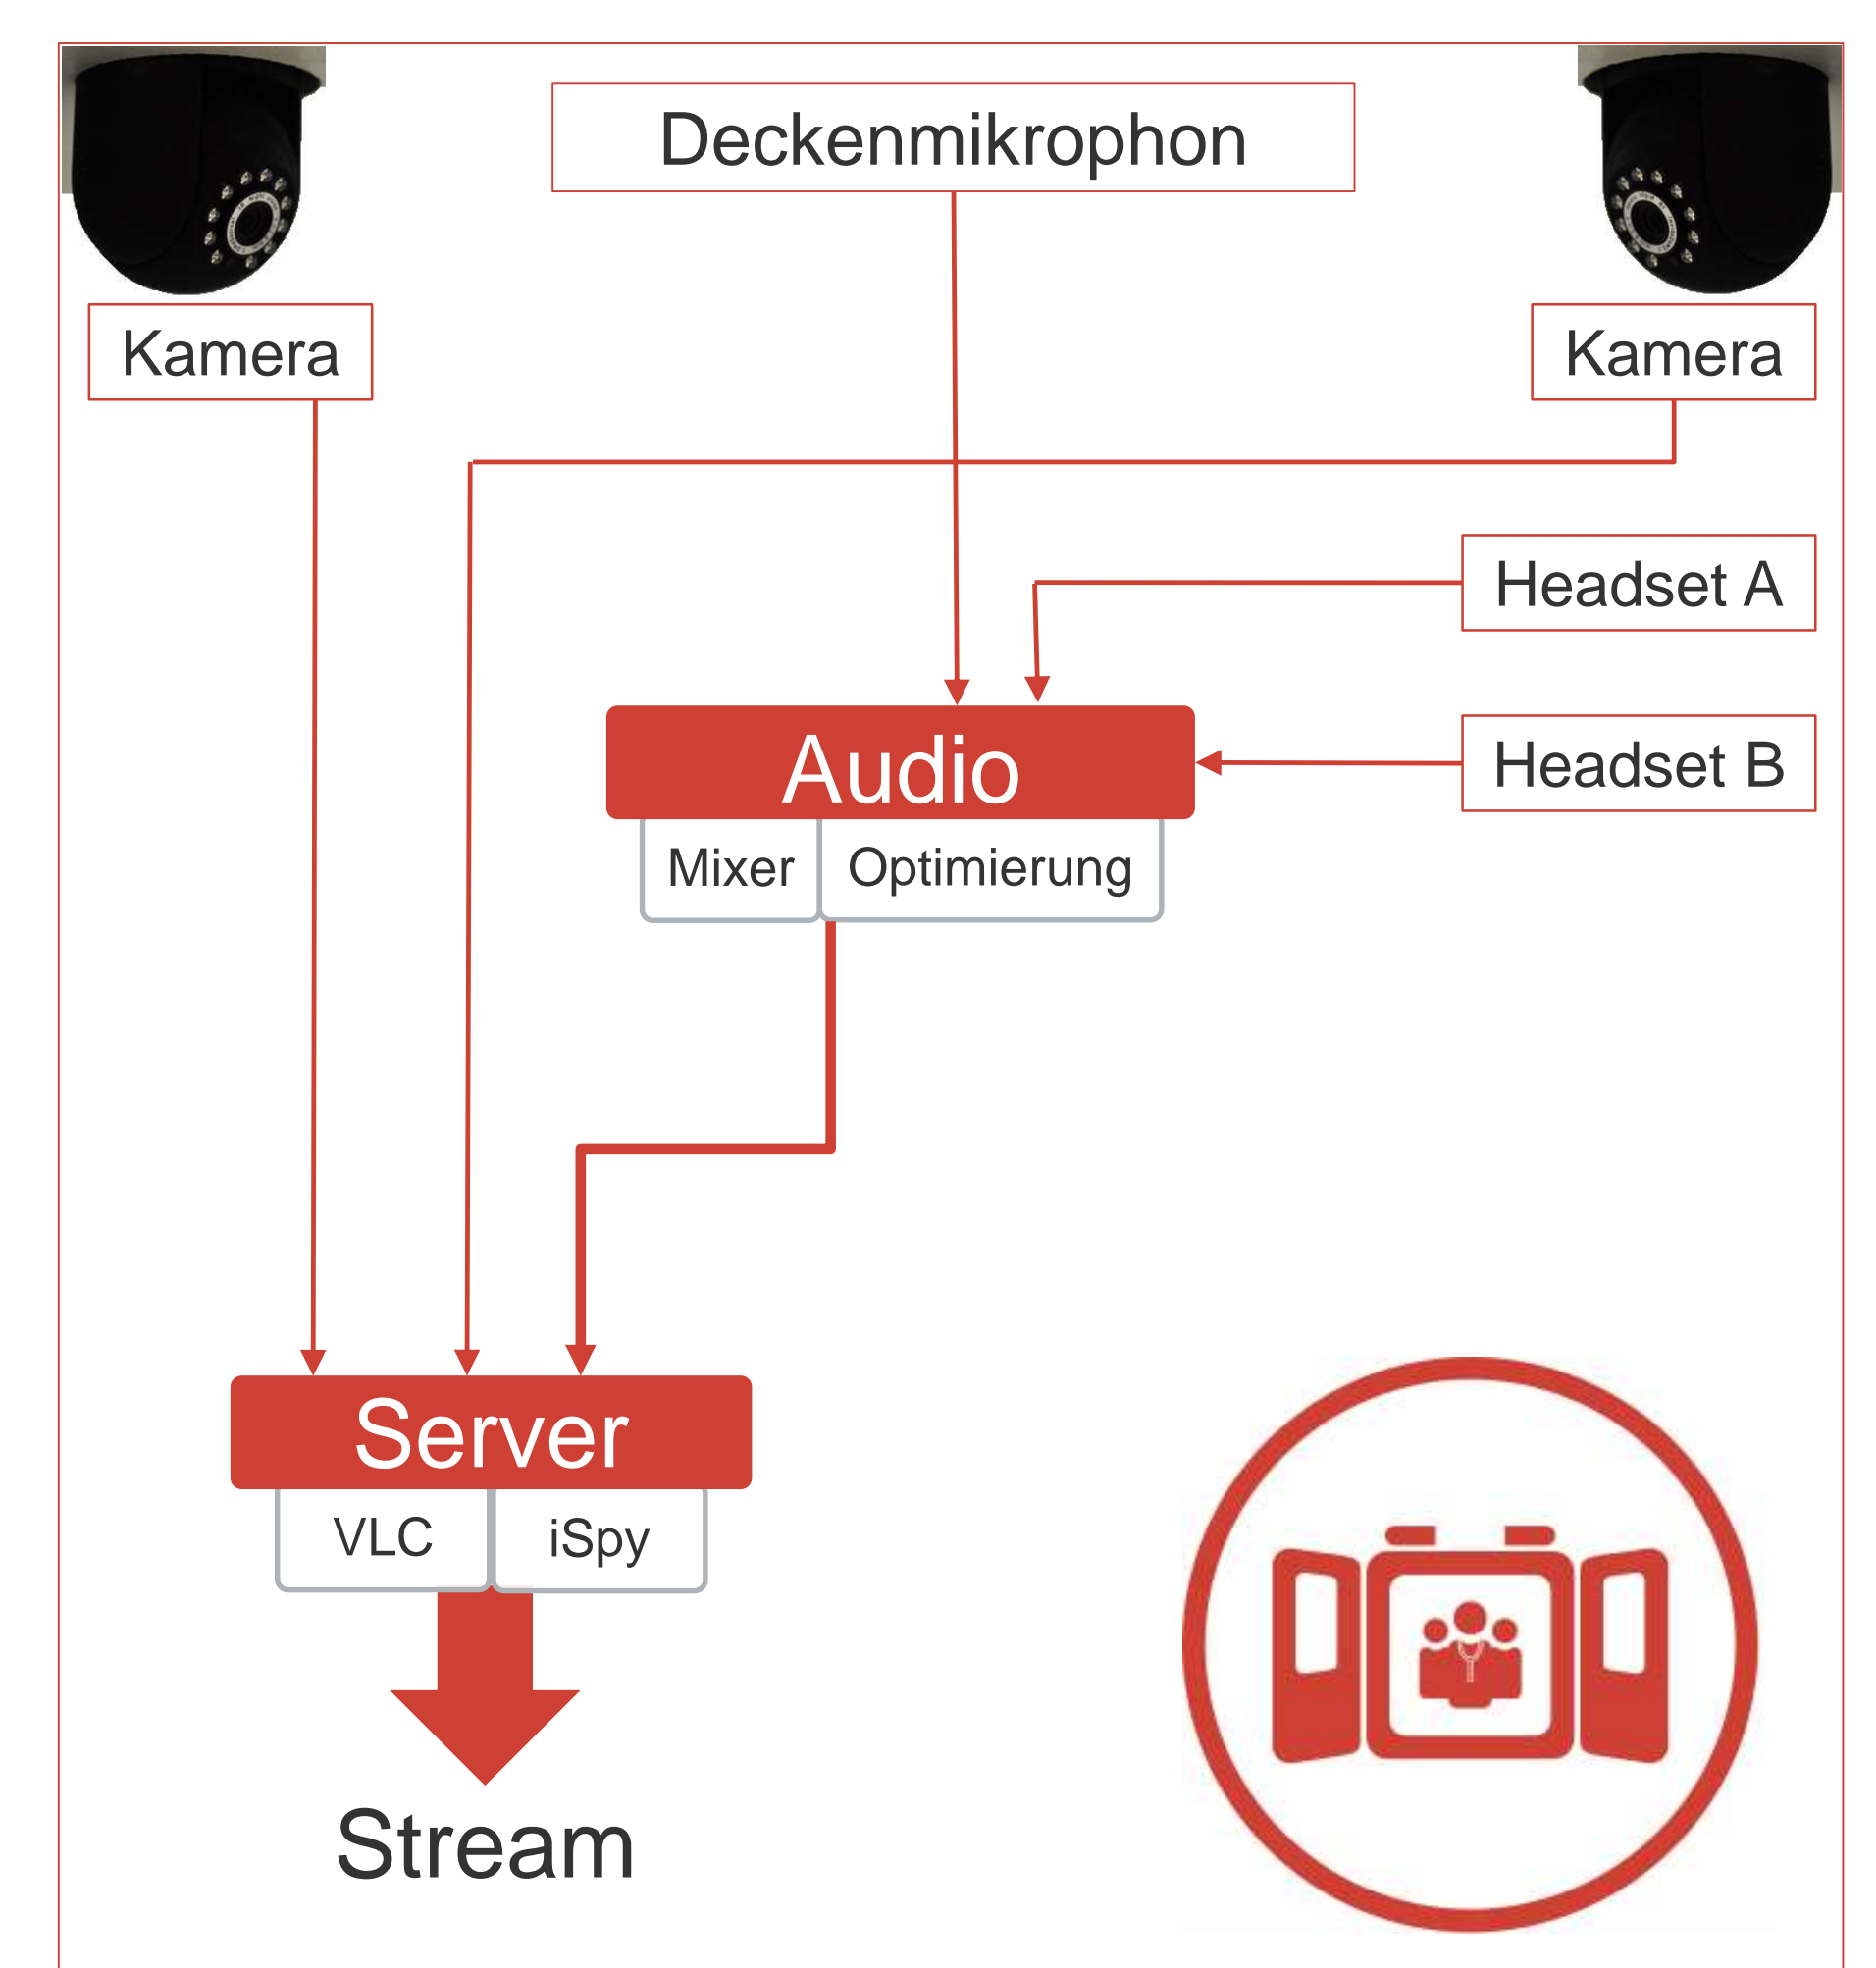 Deckenmikrophon
Kamera
Kamera
Headset A
Headset B
Audio
Mixer
Optimierung
Server
VLC
iSpy
Stream